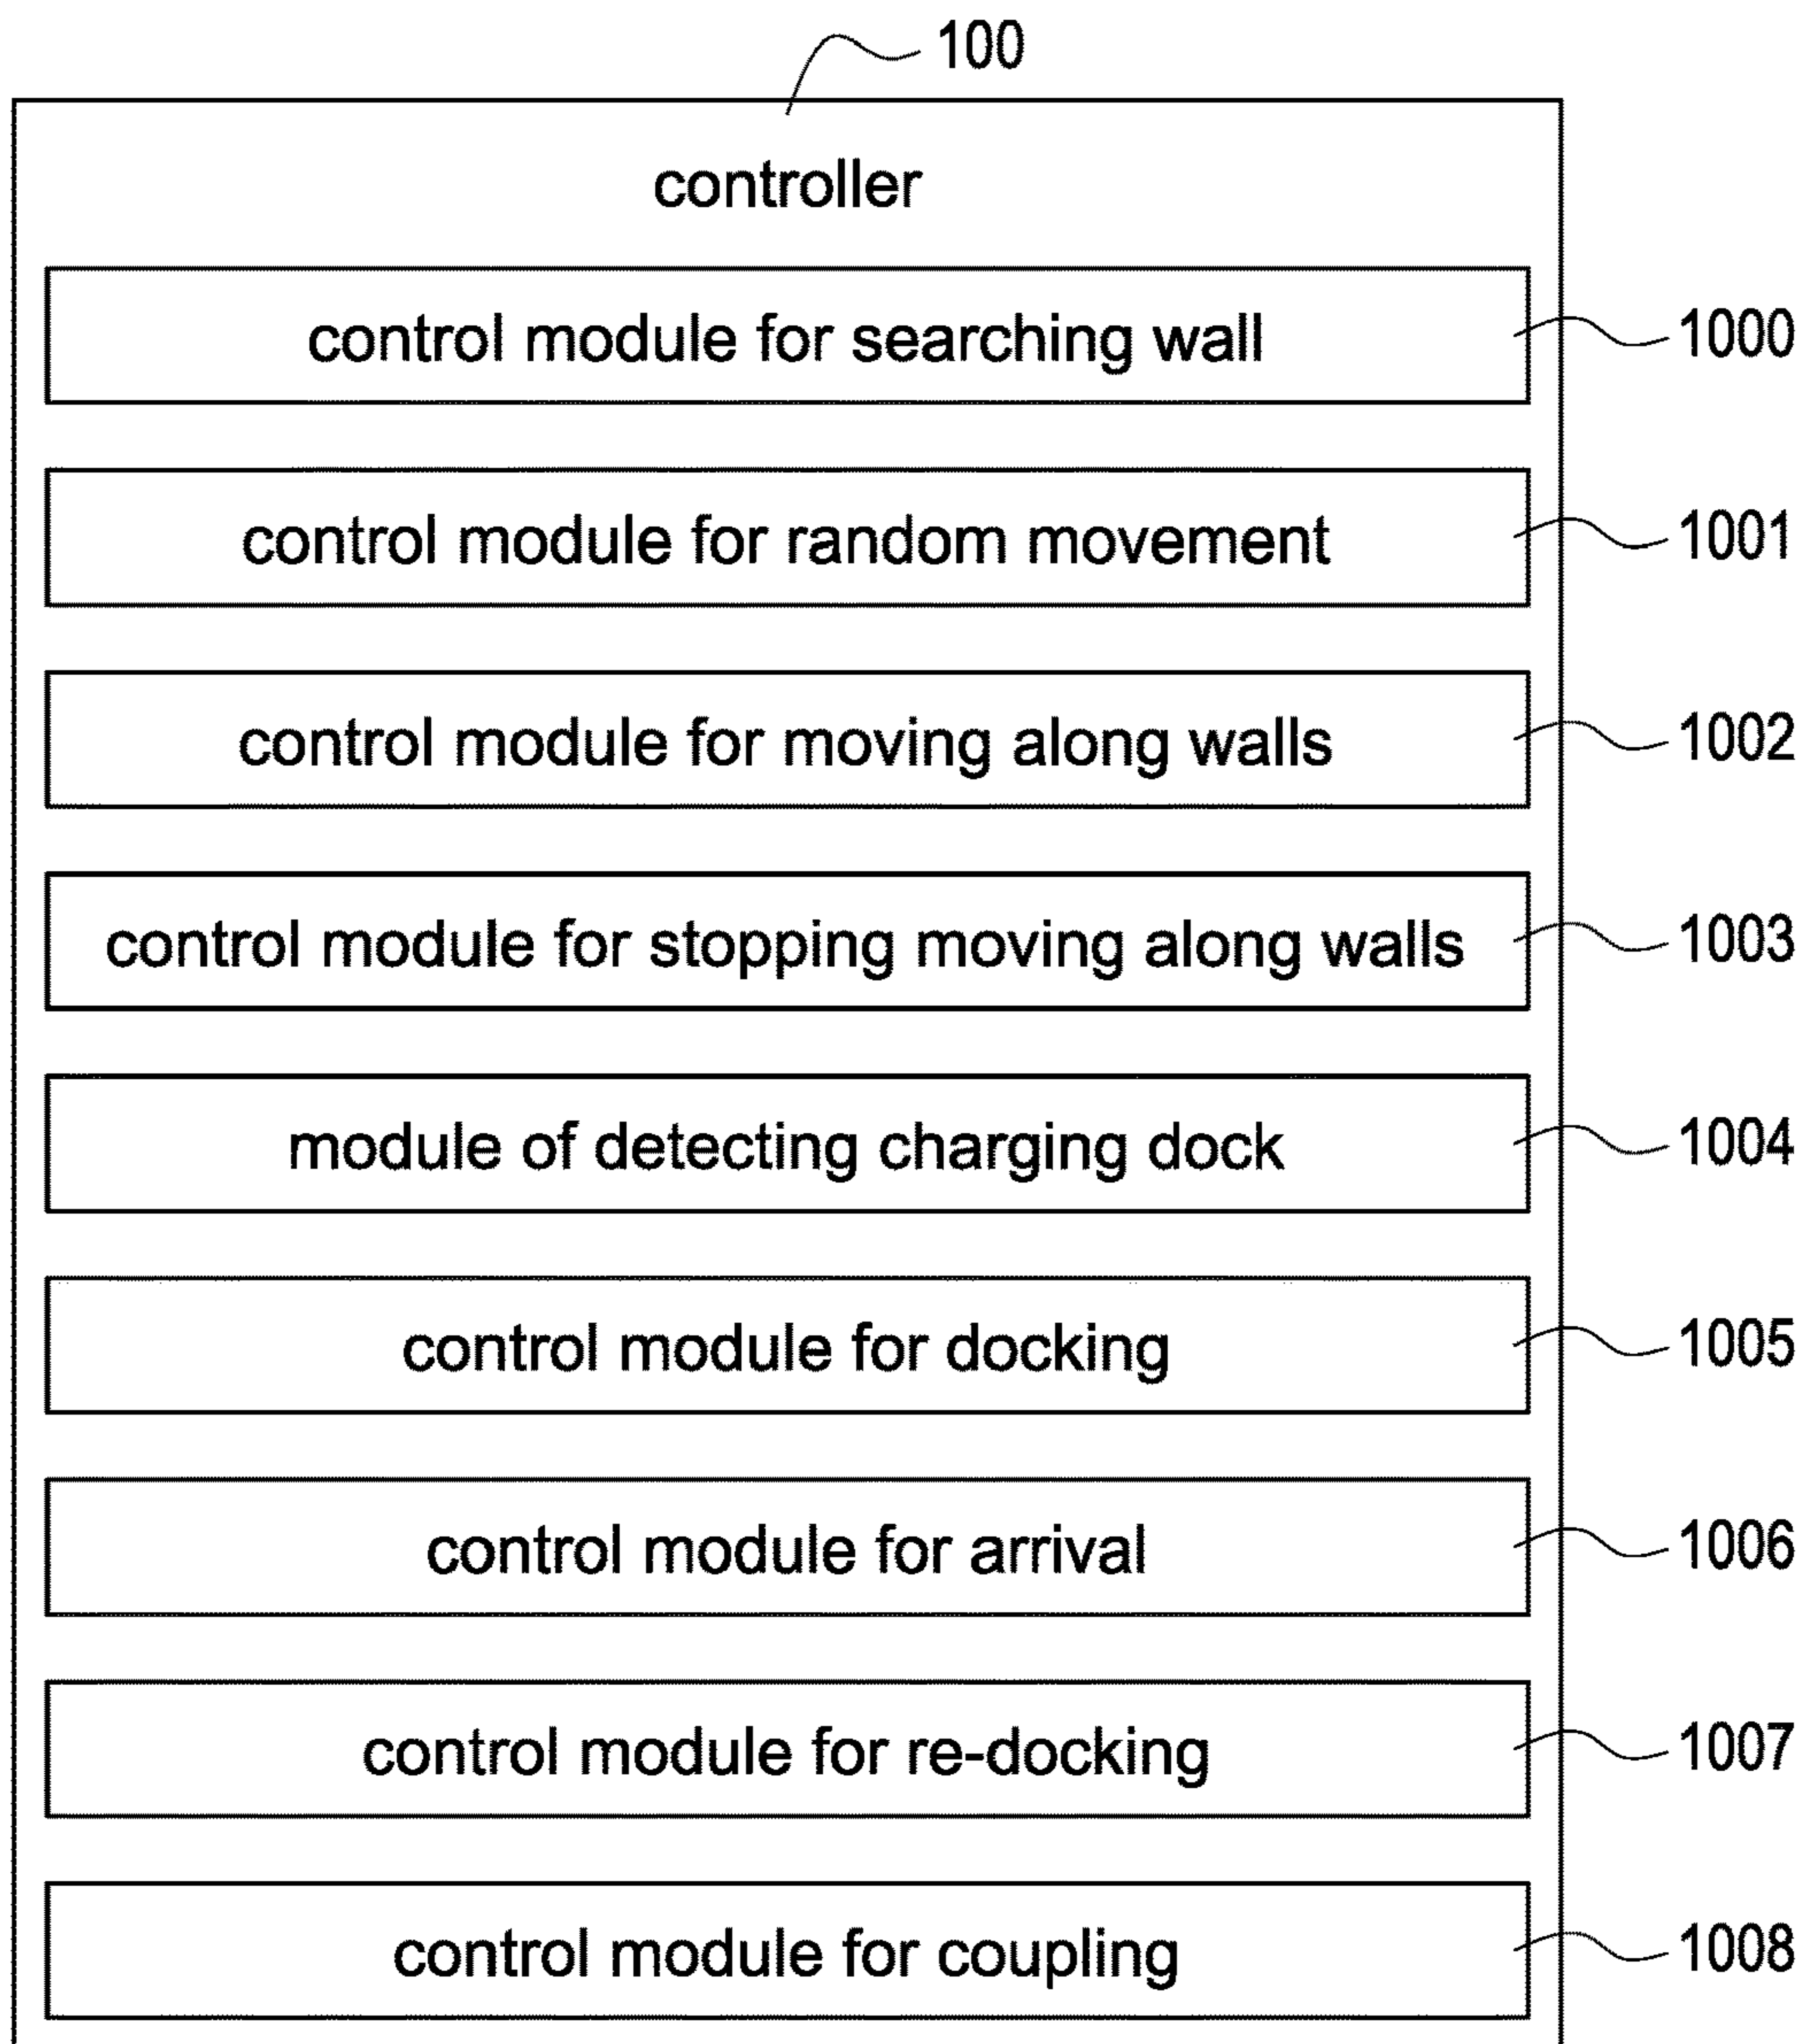 100
controller
control module for searching wall 1000
control module for random movement 1001
control module for moving along walls 1002
control module for stopping moving along walls 1003
module of detecting charging dock 1004
control module for docking 1005
control module for arrival 1006
control module for re-docking 1007
control module for coupling 1008